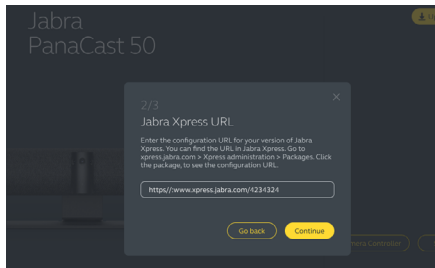 Jabra
PanaCast 50
2/3
Jabra Xpress URL
Enter the configuration URL for your version of Jabra
Xpress. You can find the URL in Jabra Xpress. Go to
xpress.jabra.com > Xpress administration > Packages. Click
the package, to see the configuration URL.
https//:www.xpress.jabra.com/4234324
Go back
Continue
Controller